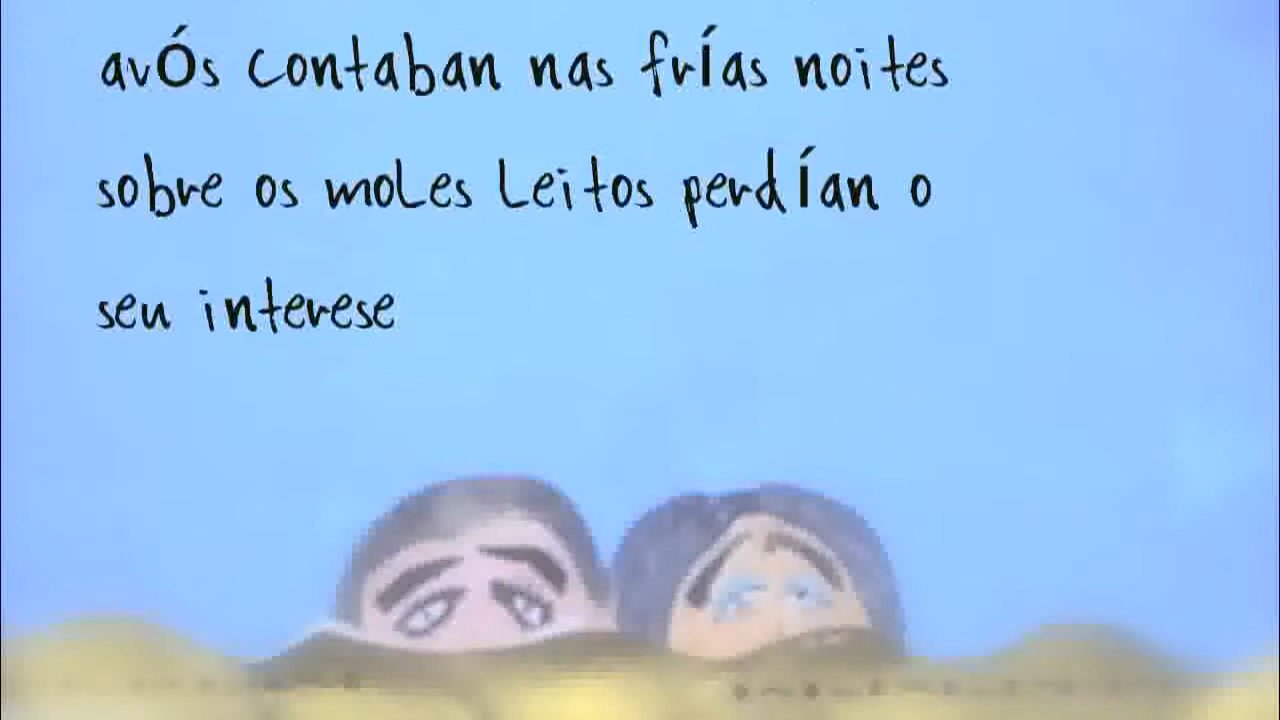 avós contaban nas frías noites
sobre os moles leitos perdían o
seu interese